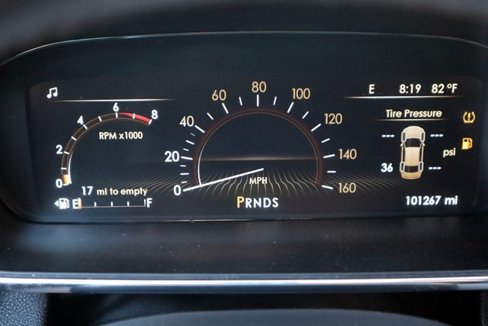 E 8:19 82 °F
Tire Pressure
--- ---
psi
36 ---
101267 mi
0 2 4 6 8
RPM x1000
17 mi to empty
E F
0 20 40 60 80 100 120 140 160
MPH
PRNDS